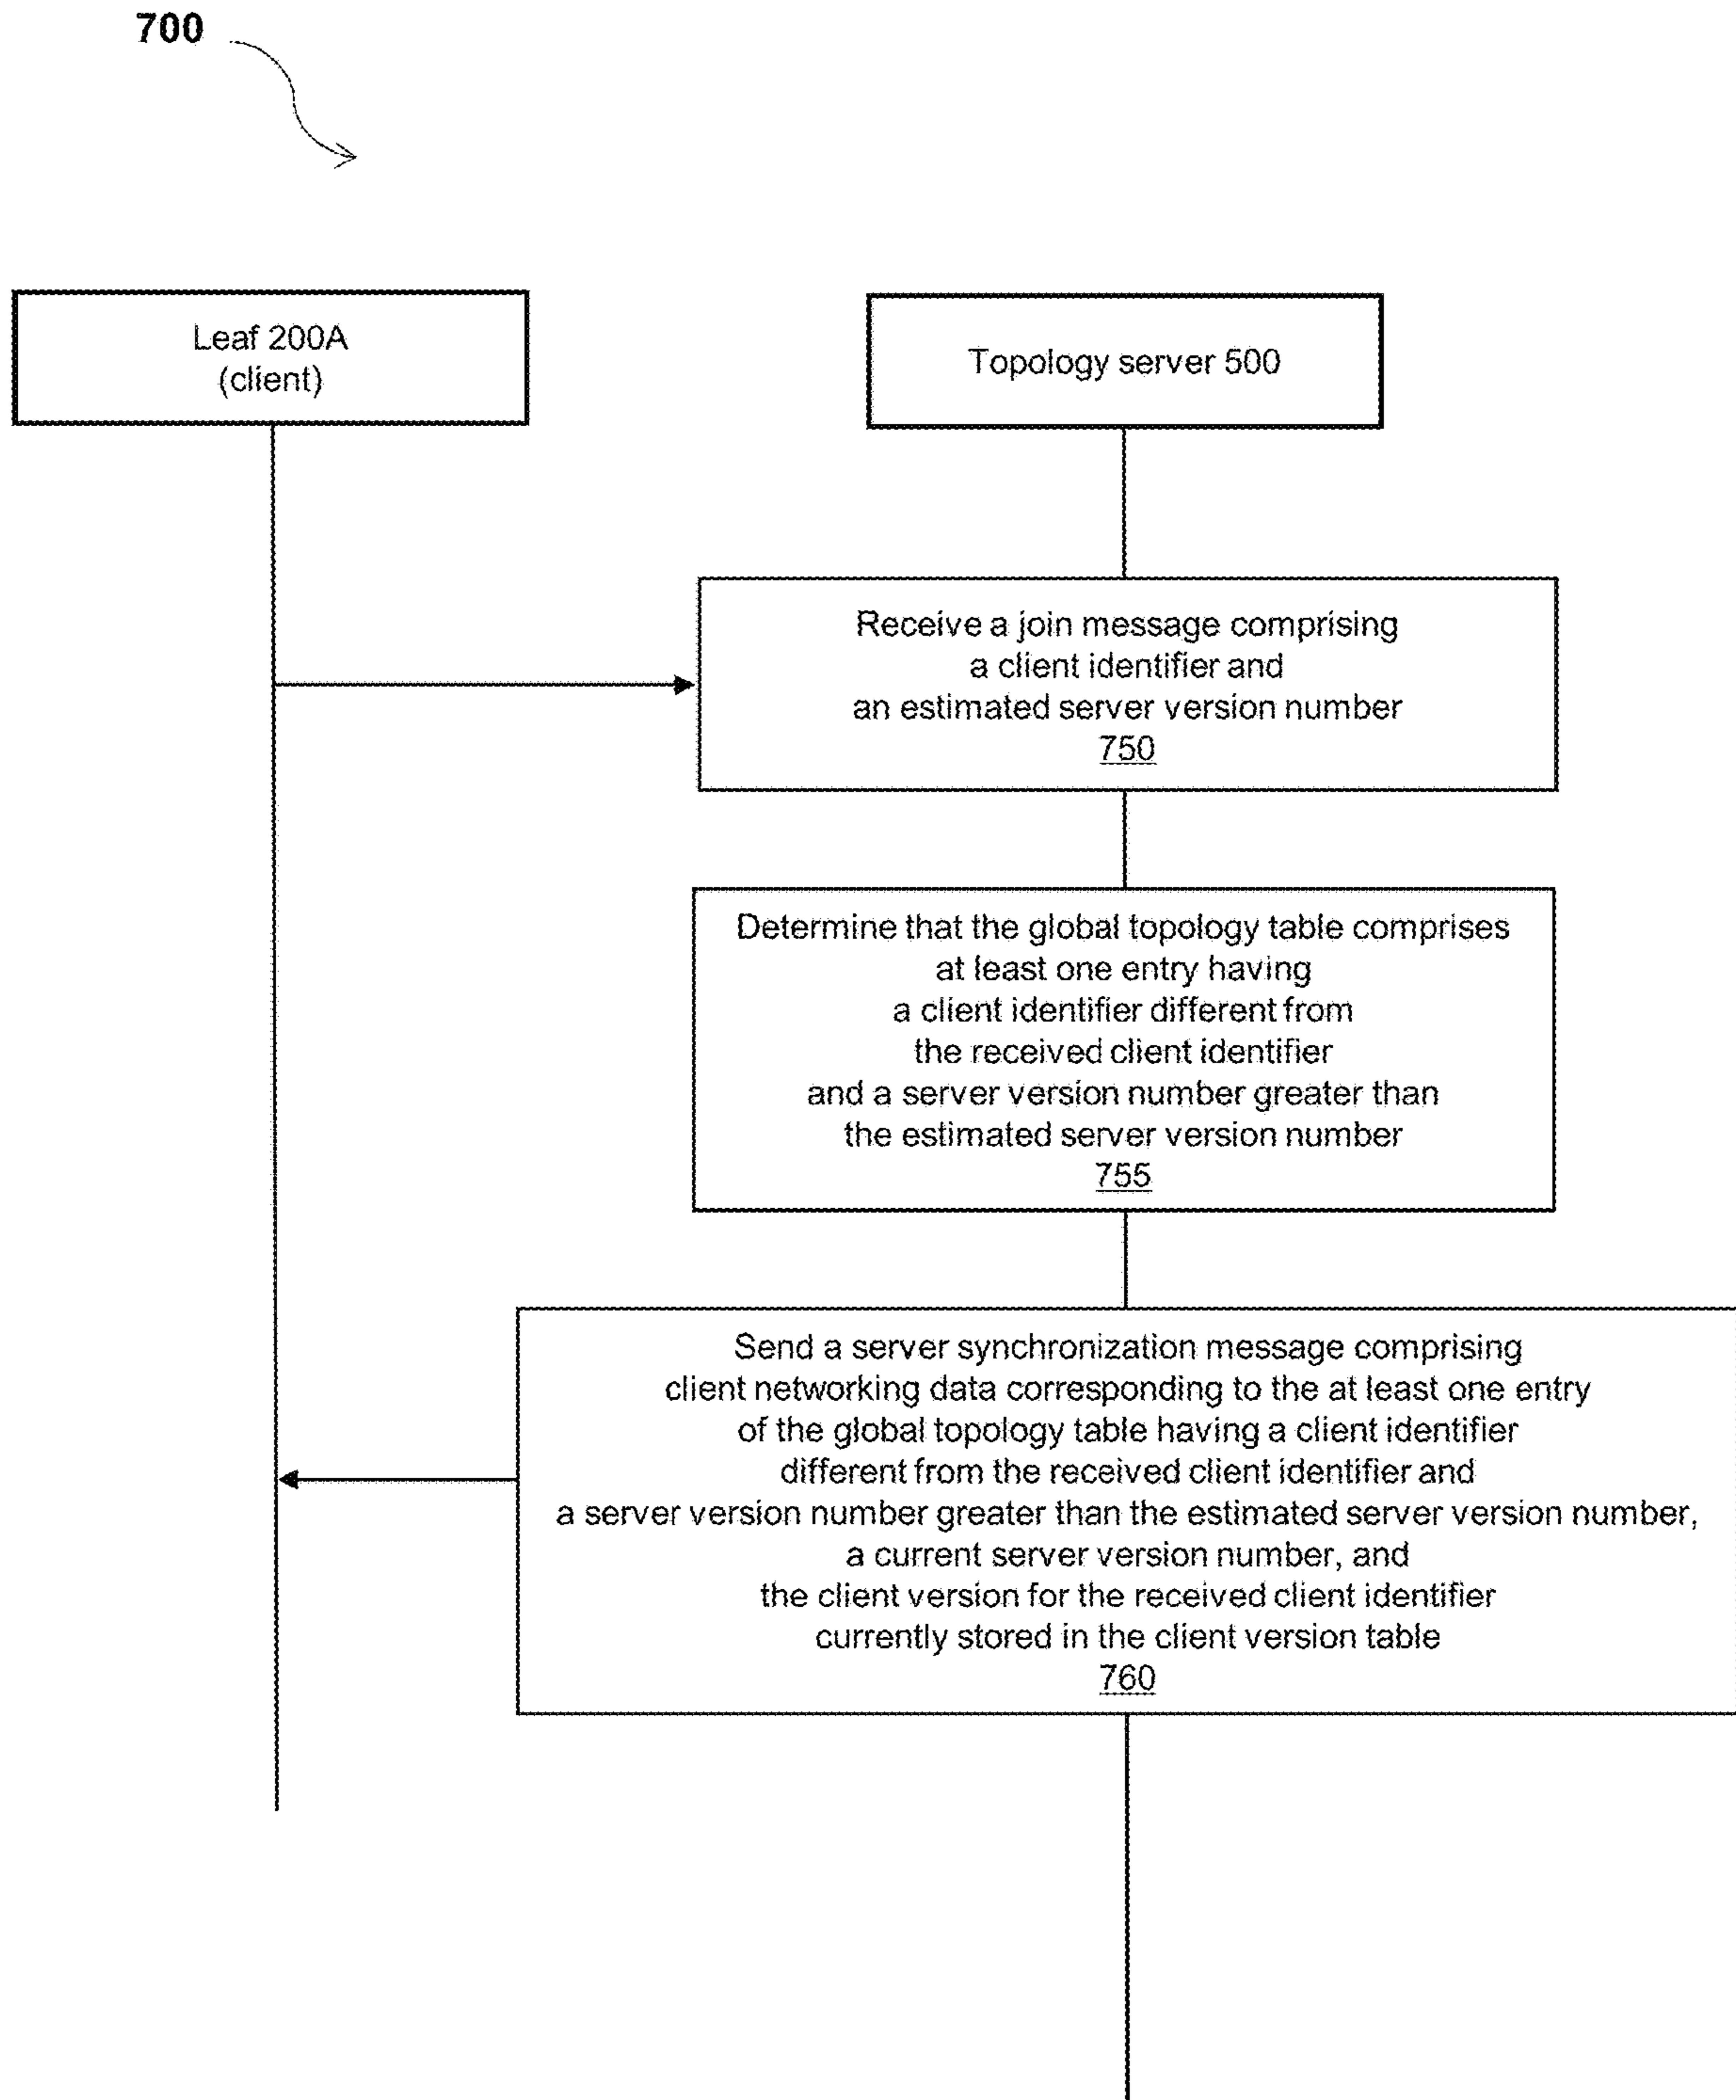 700
Leaf 200A
(client)
Topology server 500
Receive a join message comprising
a client identifier and
an estimated server version number
750
Determine that the global topology table comprises
at least one entry having
a client identifier different from
the received client identifier
and a server version number greater than
the estimated server version number
755
Send a server synchronization message comprising
client networking data corresponding to the at least one entry
of the global topology table having a client identifier
different from the received client identifier and
a server version number greater than the estimated server version number,
a current server version number, and
the client version for the received client identifier
currently stored in the client version table
760